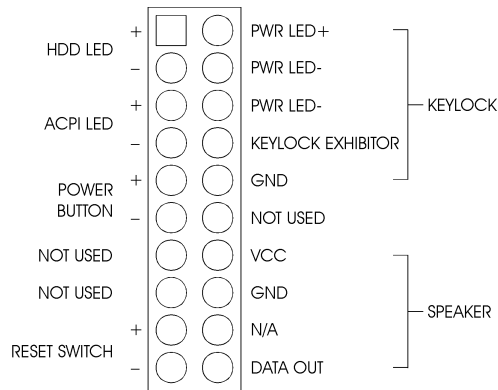 + PWR LED+
HDD LED
- PWR LED-
+ PWR LED-
KEYLOCK
ACPI LED
- KEYLOCK EXHIBITOR
+ GND
POWER
BUTTON
- NOT USED
NOT USED VCC
NOT USED GND
SPEAKER
+ N/A
RESET SWITCH
- DATA OUT